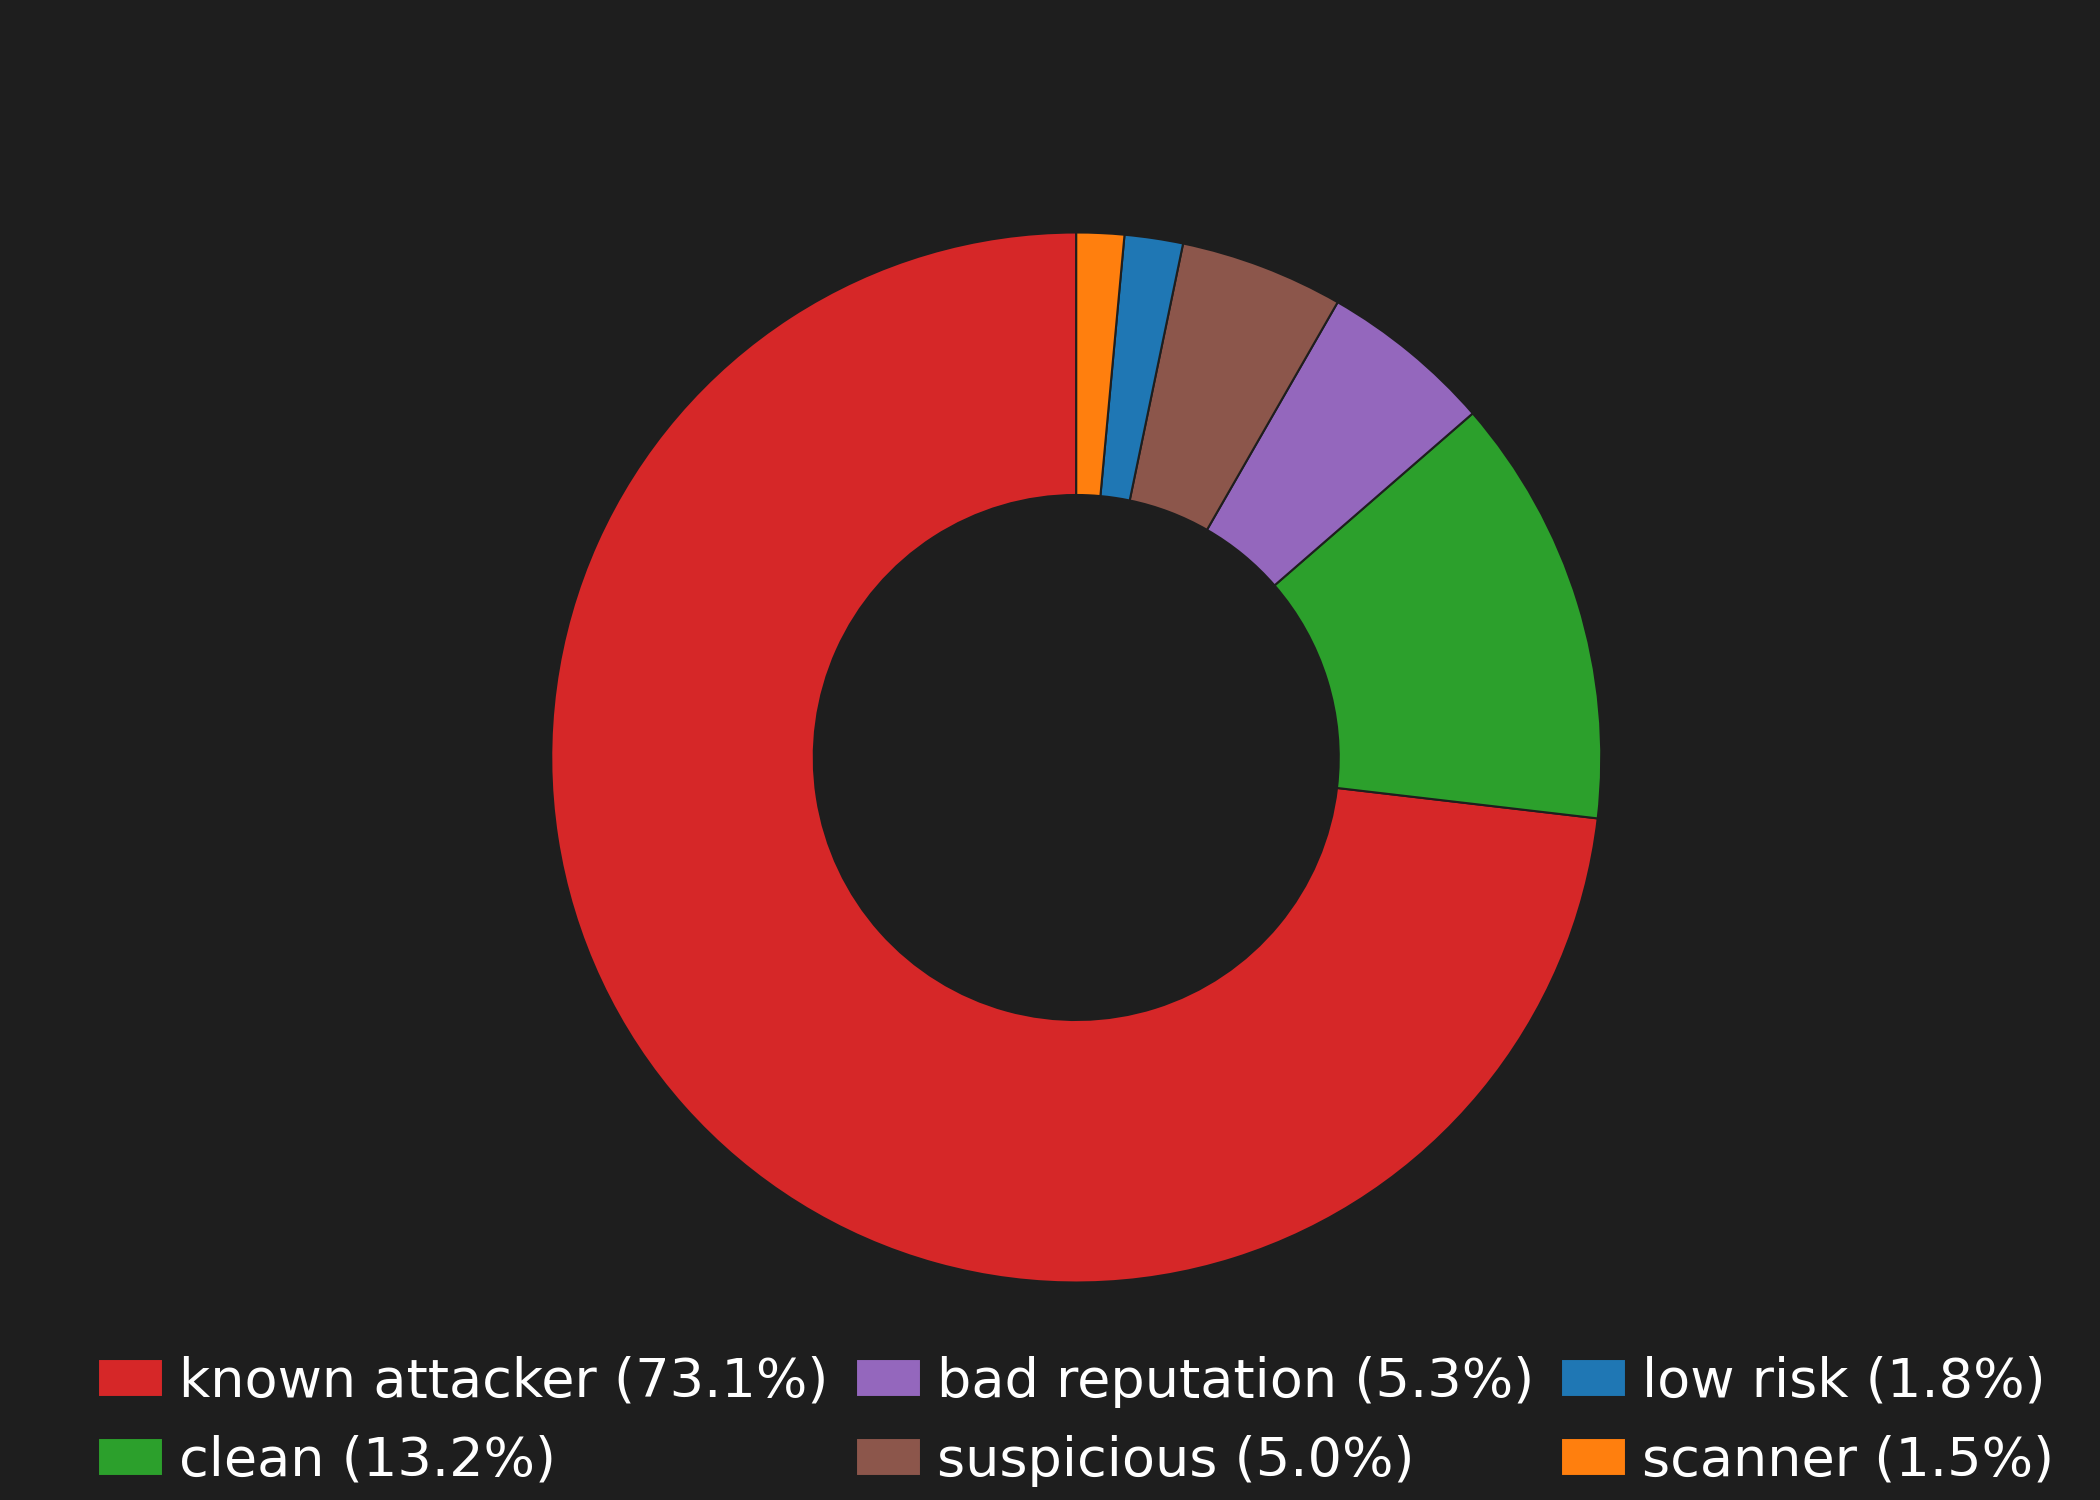 known attacker (73.1%) bad reputation (5.3%) low risk (1.8%)
clean (13.2%) suspicious (5.0%) scanner (1.5%)